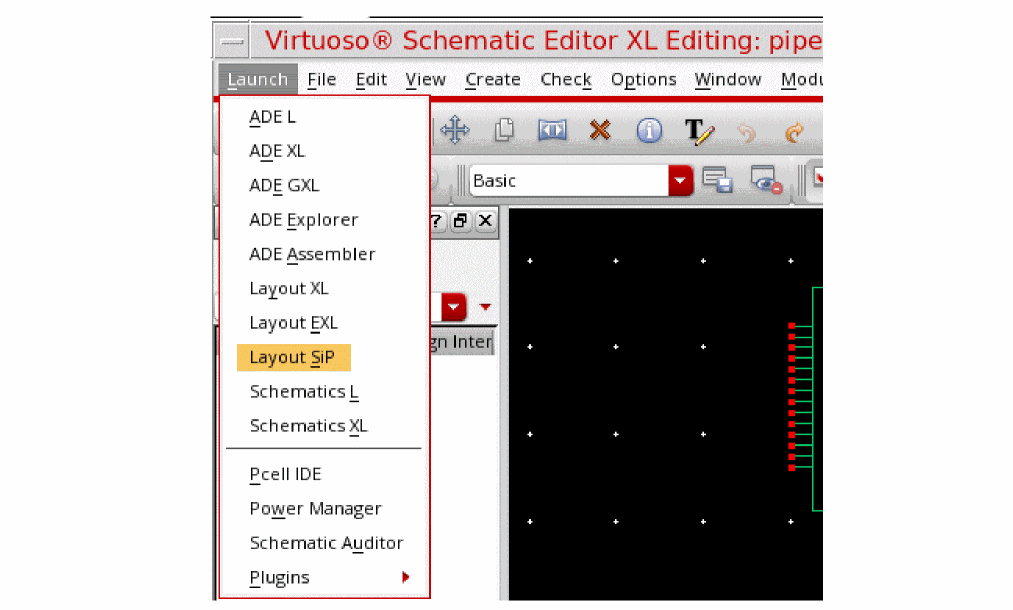 Virtuoso® Schematic Editor XL Editing: pipe
Launch File Edit View Create Check Options Window Modu
ADE L
ADE XL
ADE GXL
Basic
ADE Explorer
ADE Assembler
Layout XL
Layout EXL
gn Inter
Layout SiP
Schematics L
Schematics XL
Pcell IDE
Power Manager
Schematic Auditor
Plugins